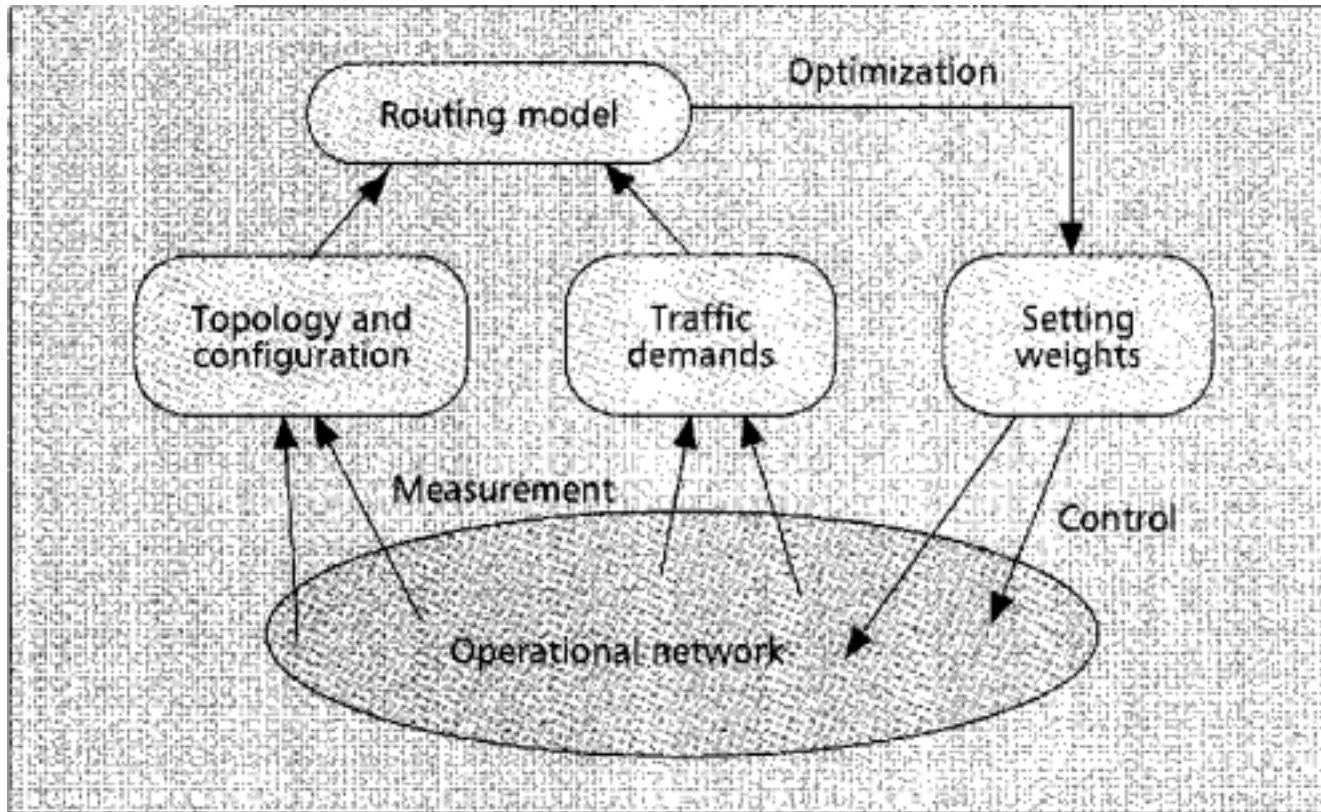 Optimization
Routing model
Topology and
configuration
Traffic
demands
Setting
weights
Measurement
Control
Operational network